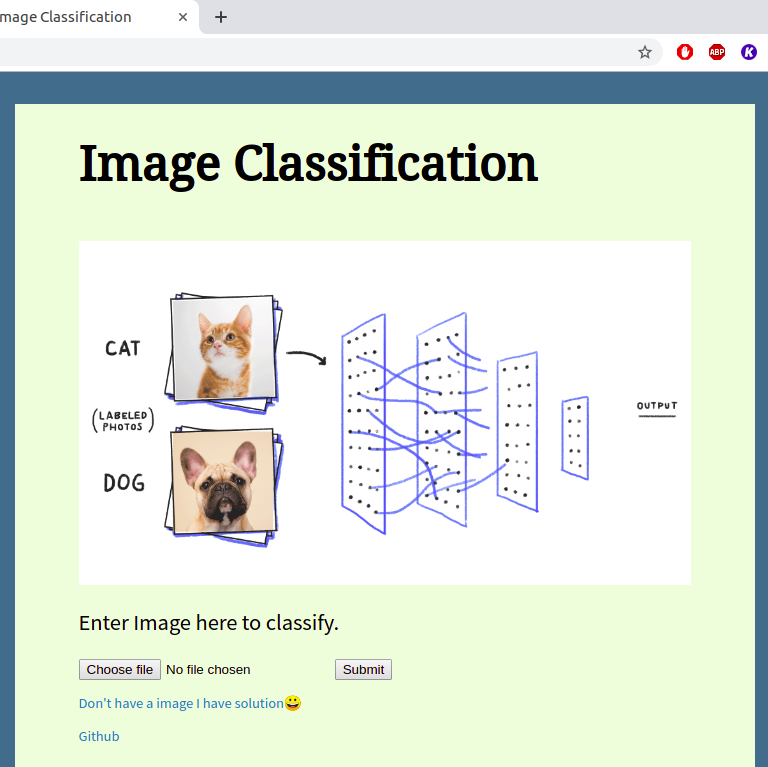 mage Classification
ABP
K
Image Classification
CAT
(LABELED
PHOTOS)
DOG
OUTPUT
Enter Image here to classify.
Choose file No file chosen Submit
Don't have a image I have solution😀
Github